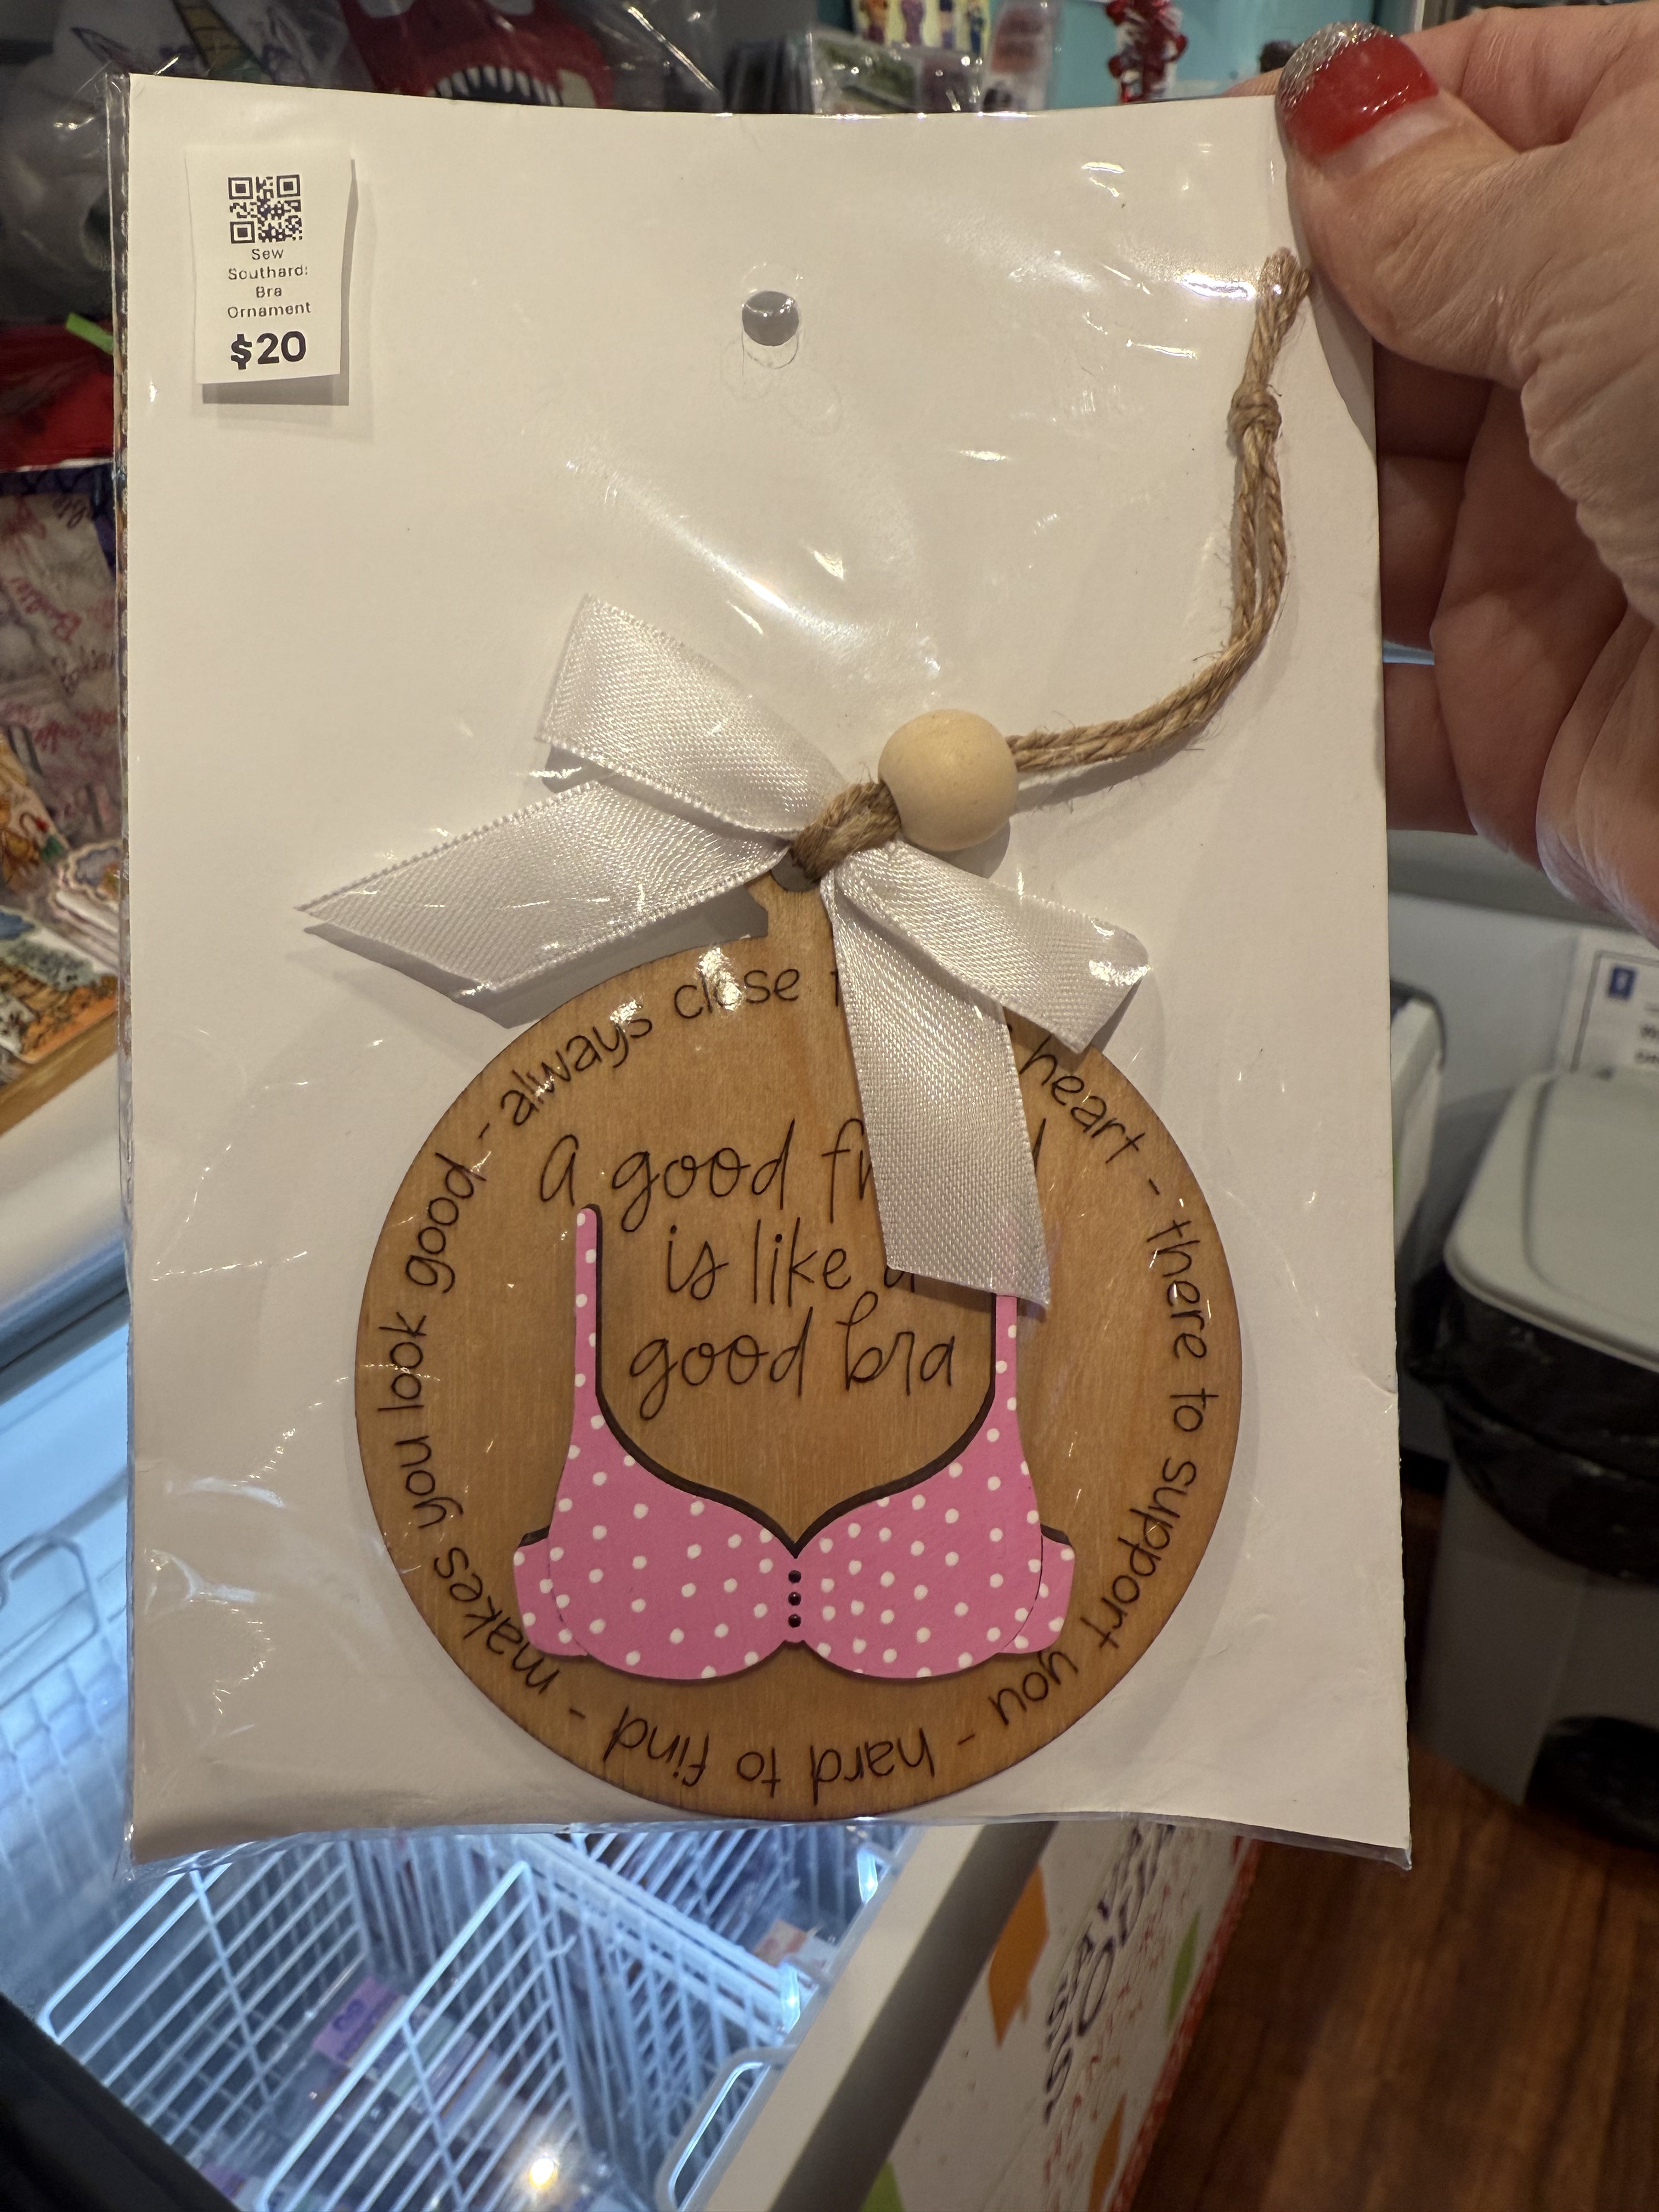 Sew
Southard:
Bra
Ornament
$20
always close heart - there to support you - hard to find - makes you look good -
A good
is like a
good bra